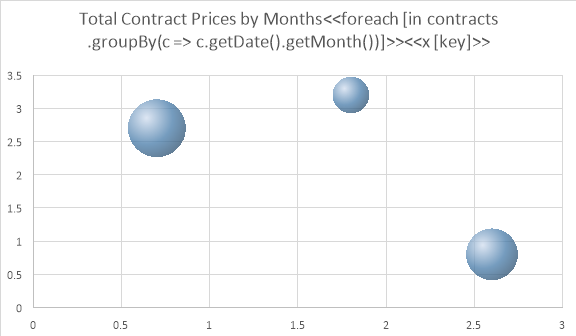 Total Contract Prices by Months<<foreach [in contracts
.groupBy(c => c.getDate().getMonth())]>><<x [key]>>
3.5
3
2.5
2
1.5
1
0.5
0
0 0.5 1 1.5 2 2.5 3